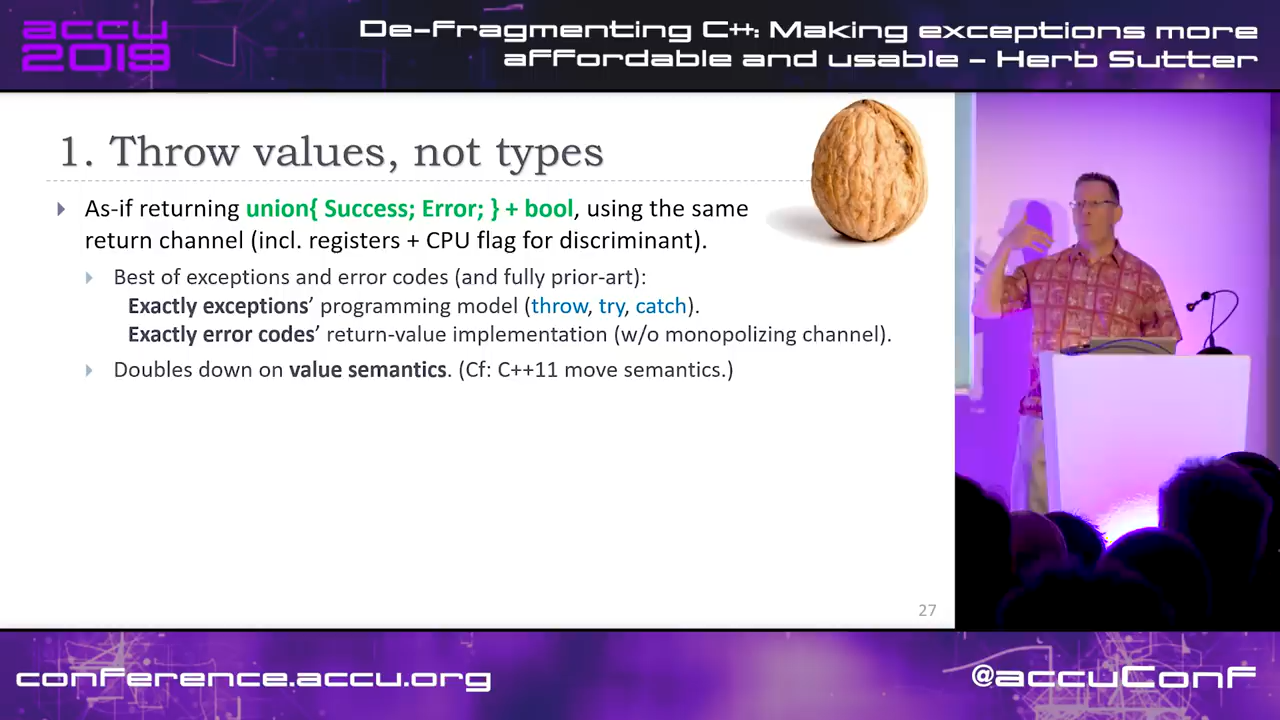 accu
2019
De-Fragmenting C++: Making exceptions more
affordable and usable - Herb Sutter
1. Throw values, not types
As-if returning union{ Success; Error; } + bool, using the same
return channel (incl. registers + CPU flag for discriminant).
Best of exceptions and error codes (and fully prior-art):
Exactly exceptions’ programming model (throw, try, catch).
Exactly error codes’ return-value implementation (w/o monopolizing channel).
Doubles down on value semantics. (Cf: C++11 move semantics.)
27
conference.accu.org
@accuConf